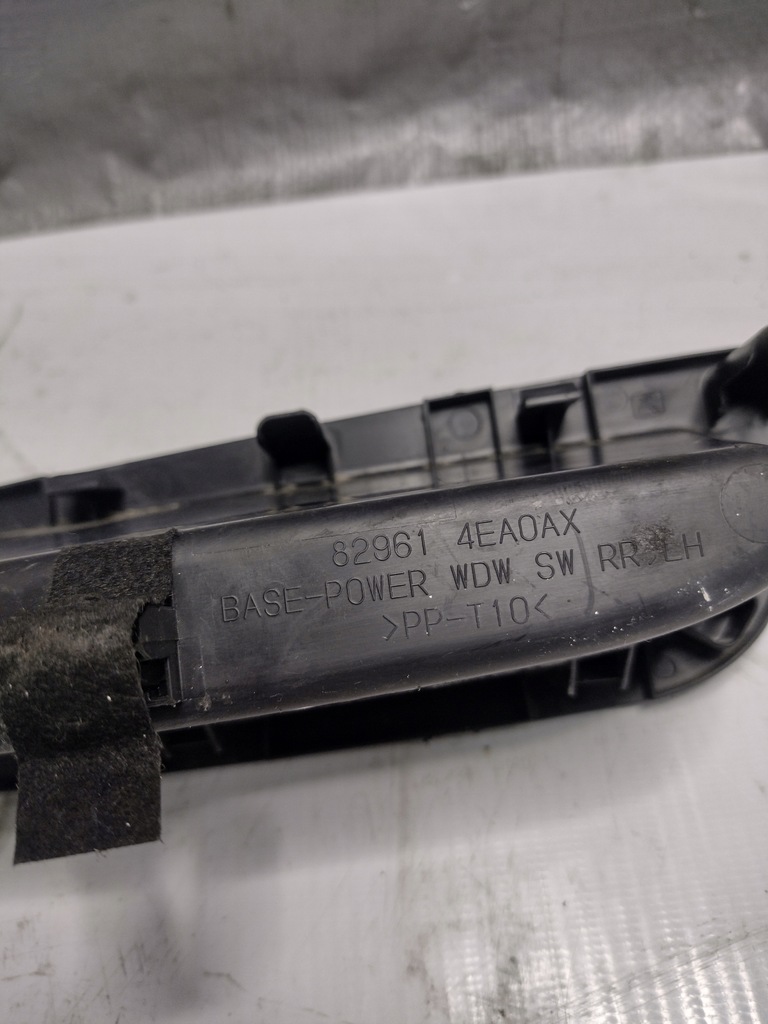 82961 4EA0AX
BASE-POWER WDW SW RR, LH
>PP-T10<